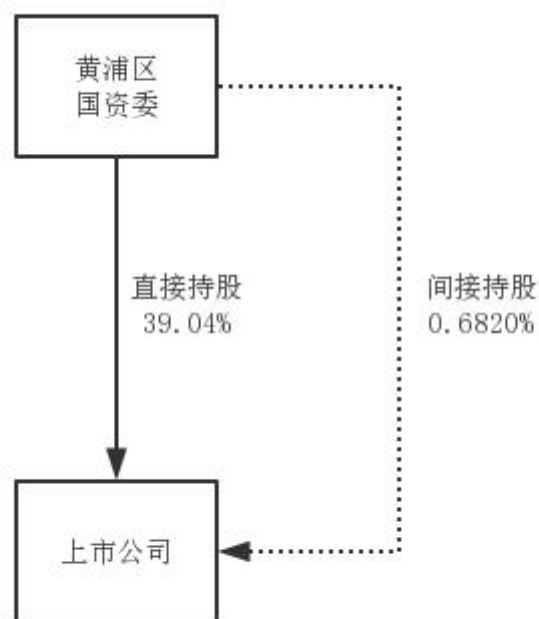 黄浦区
国资委
直接持股
39.04%
间接持股
0.6820%
上市公司